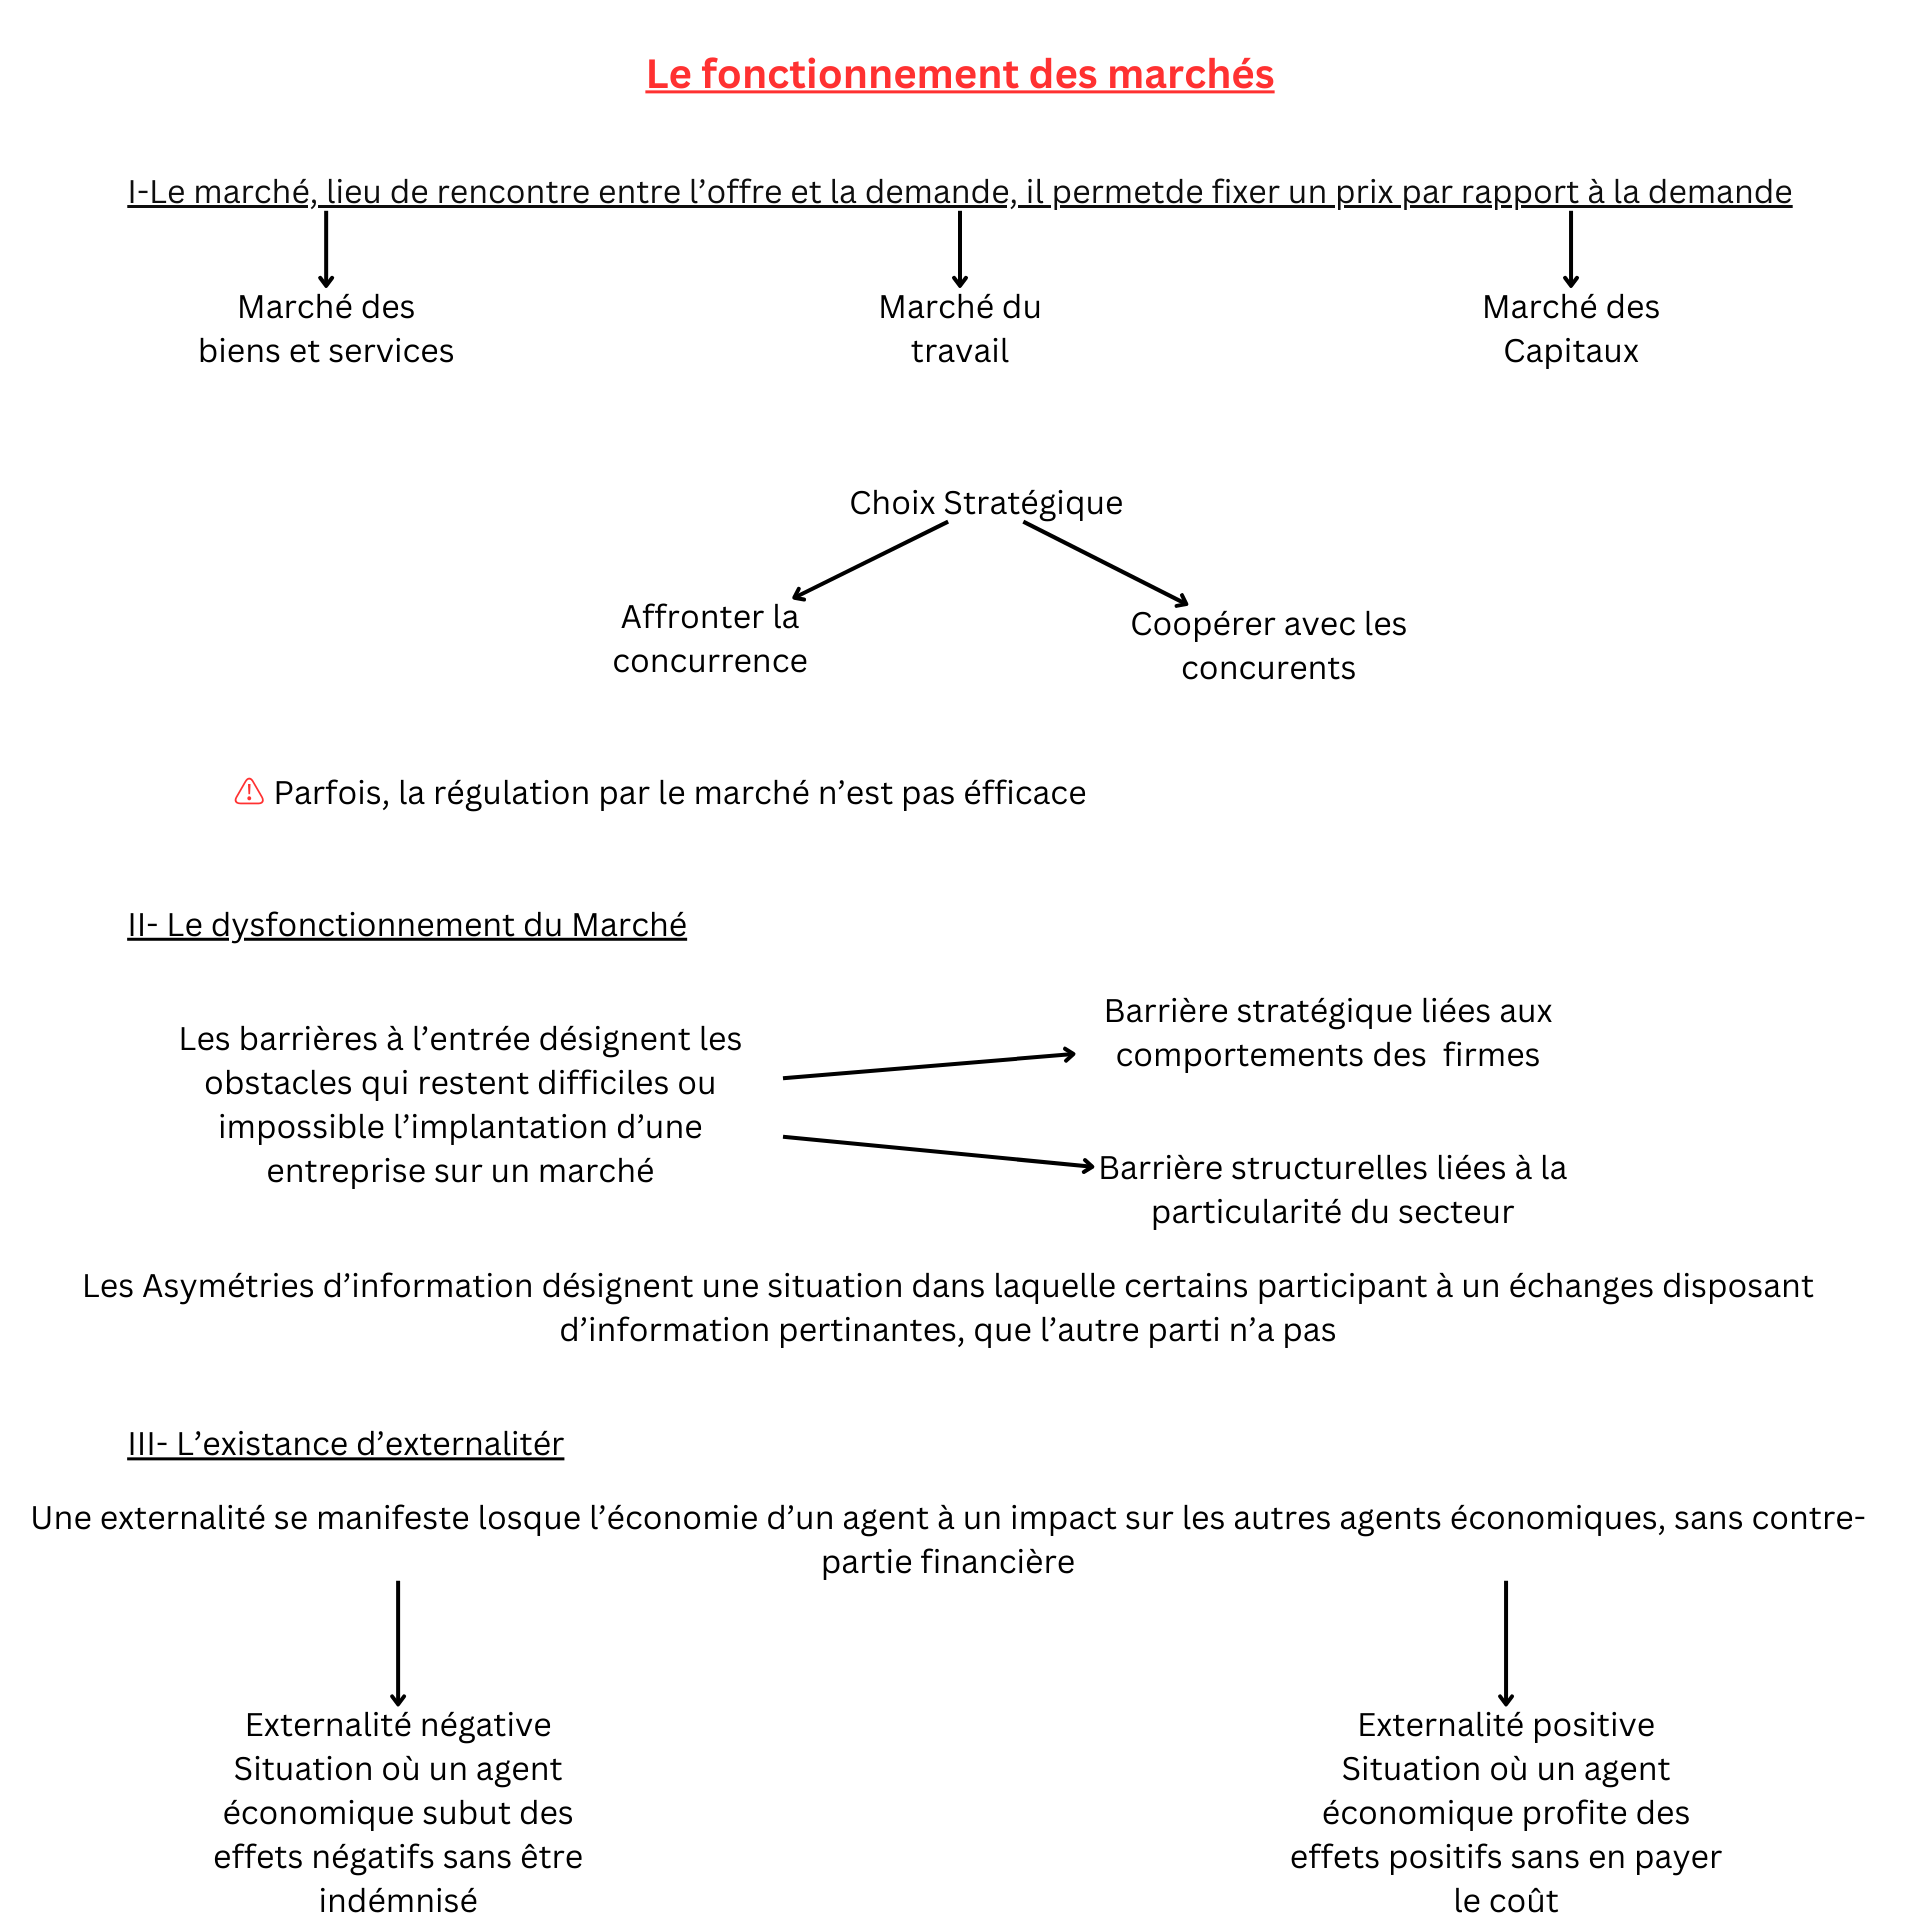 Le fonctionnement des marchés
I-Le marché, lieu de rencontre entre l’offre et la demande, il permetde fixer un prix par rapport à la demande
Marché des
biens et services
Marché du
travail
Marché des
Capitaux
Choix Stratégique
Affronter la
concurrence
Coopérer avec les
concurents
Parfois, la régulation par le marché n’est pas éfficace
II- Le dysfonctionnement du Marché
Les barrières à l’entrée désignent les
obstacles qui restent difficiles ou
impossible l’implantation d’une
entreprise sur un marché
Barrière stratégique liées aux
comportements des  firmes
Barrière structurelles liées à la
particularité du secteur
Les Asymétries d’information désignent une situation dans laquelle certains participant à un échanges disposant
d’information pertinantes, que l’autre parti n’a pas
III- L’existance d’externalitér
Une externalité se manifeste losque l’économie d’un agent à un impact sur les autres agents économiques, sans contre-
partie financière
Externalité négative
Situation où un agent
économique subut des
effets négatifs sans être
indémnisé
Externalité positive
Situation où un agent
économique profite des
effets positifs sans en payer
le coût